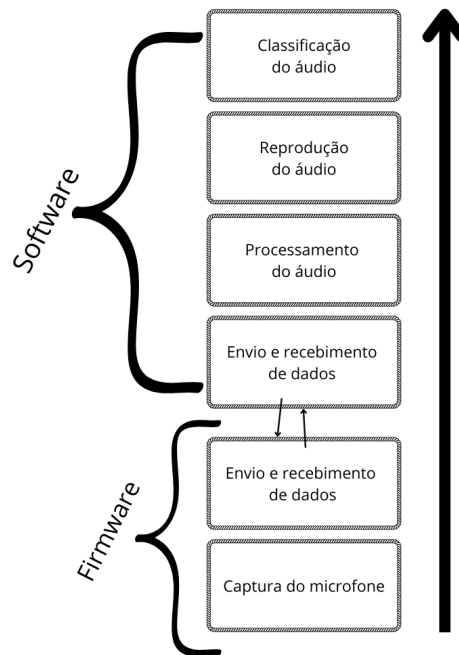 Classificação
do áudio
Reprodução
do áudio
Processamento
do áudio
Software
Envio e recebimento
de dados
Envio e recebimento
de dados
Firmware
Captura do microfone